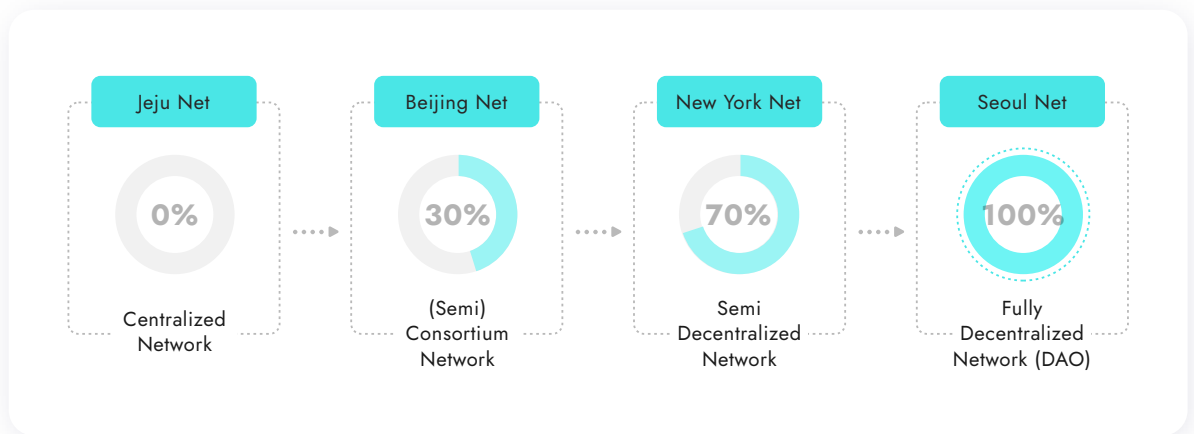 Jeju Net
0%
Centralized
Network
Beijing Net
30%
(Semi)
Consortium
Network
New York Net
70%
Semi
Decentralized
Network
Seoul Net
100%
Fully
Decentralized
Network (DAO)